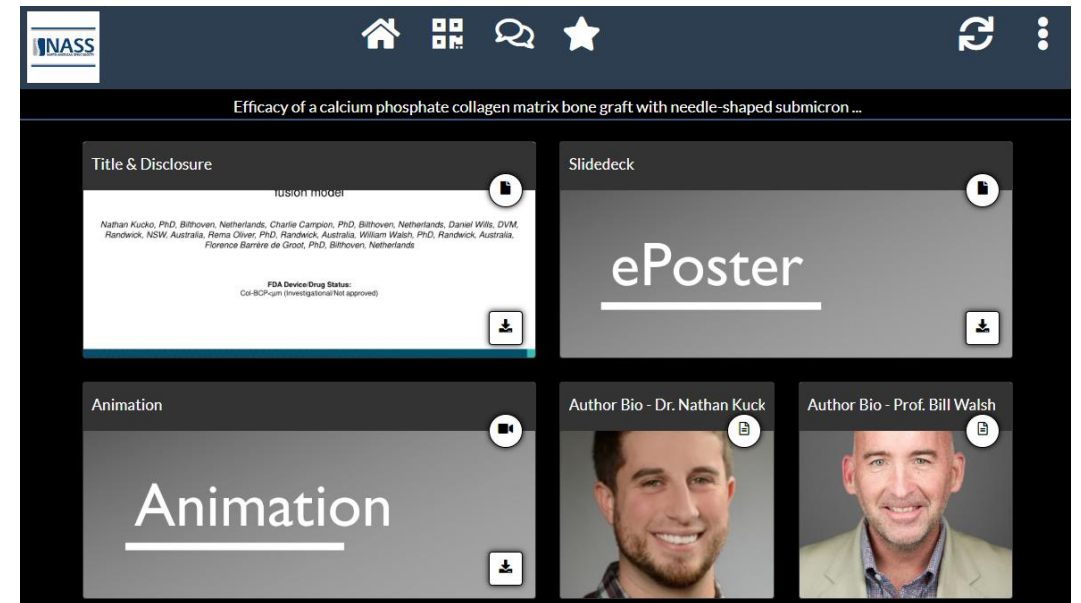 NASS
Efficacy of a calcium phosphate collagen matrix bone graft with needle-shaped submicron ...
Title & Disclosure
fusion model
Nathan Kucko, PhD, Bilthoven, Netherlands, Charlie Campion, PhD, Bilthoven, Netherlands, Daniel Wills, DVM,
Randwick, NSW, Australia, Rema Oliver, PhD, Randwick, Australia, William Walsh, PhD, Randwick, Australia,
Florence Barrère de Groot, PhD, Bilthoven, Netherlands
FDA Device/Drug Status:
Col-BCP<μm (Investigational/Not approved)
Slidedeck
ePoster
Animation
Animation
Author Bio - Dr. Nathan Kuck
Author Bio - Prof. Bill Walsh